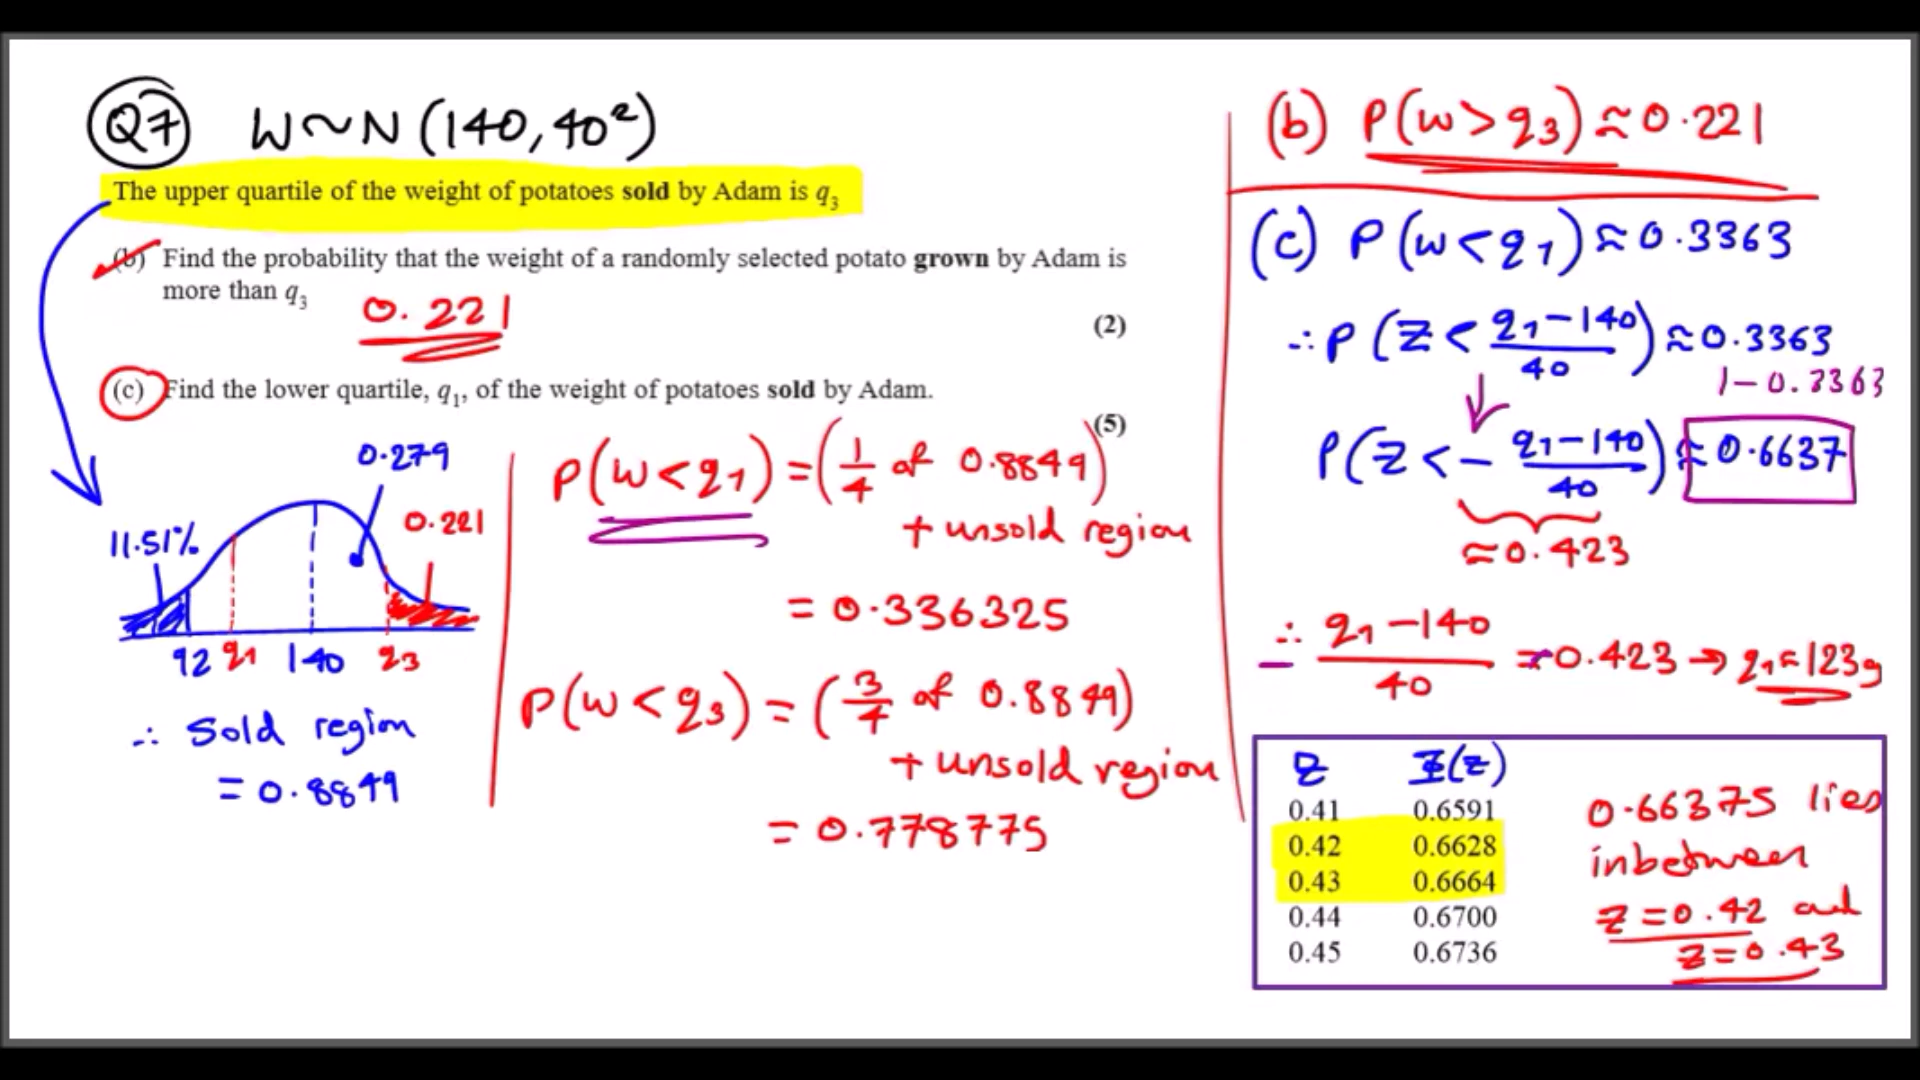 Q7 W~N(140, 40²)
The upper quartile of the weight of potatoes sold by Adam is q₃
(b) Find the probability that the weight of a randomly selected potato grown by Adam is
more than q₃
0.221
(2)
(c) Find the lower quartile, q₁, of the weight of potatoes sold by Adam.
(5)
0.279
11.51%
0.221
92 q₁ 140 q₃
∴ Sold region
= 0.8849
P(W<q₁) = (1/4 of 0.8849)
+ unsold region
= 0.336325
P(W<q₃) = (3/4 of 0.8849)
+ unsold region
= 0.778775
(b) P(W>q₃) ≈ 0.221
(c) P(W<q₁) ≈ 0.3363
∴ P(Z < (q₁-140)/40) ≈ 0.3363
1-0.3363
P(Z < - (q₁-140)/40) ≈ 0.6637
≈0.423
∴ - (q₁-140)/40 = 0.423 → q₁ ≈ 123g
Z Φ(z)
0.41 0.6591
0.42 0.6628
0.43 0.6664
0.44 0.6700
0.45 0.6736
0.66375 lies
inbetween
z=0.42 and
z=0.43